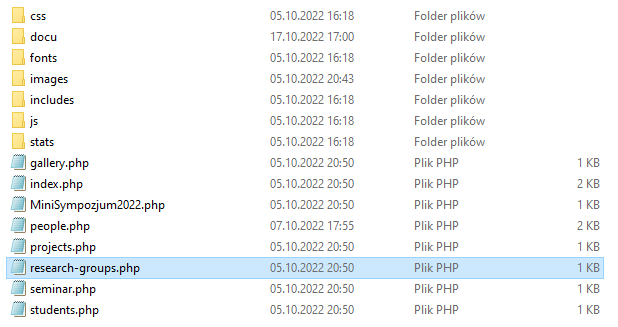 css 05.10.2022 16:18 Folder plików
docu 17.10.2022 17:00 Folder plików
fonts 05.10.2022 16:18 Folder plików
images 05.10.2022 20:43 Folder plików
includes 05.10.2022 16:18 Folder plików
js 05.10.2022 16:18 Folder plików
stats 05.10.2022 16:18 Folder plików
gallery.php 05.10.2022 20:50 Plik PHP 1 KB
index.php 05.10.2022 20:50 Plik PHP 2 KB
MiniSympozjum2022.php 05.10.2022 20:50 Plik PHP 1 KB
people.php 07.10.2022 17:55 Plik PHP 2 KB
projects.php 05.10.2022 20:50 Plik PHP 1 KB
research-groups.php 05.10.2022 20:50 Plik PHP 1 KB
seminar.php 05.10.2022 20:50 Plik PHP 1 KB
students.php 05.10.2022 20:50 Plik PHP 1 KB